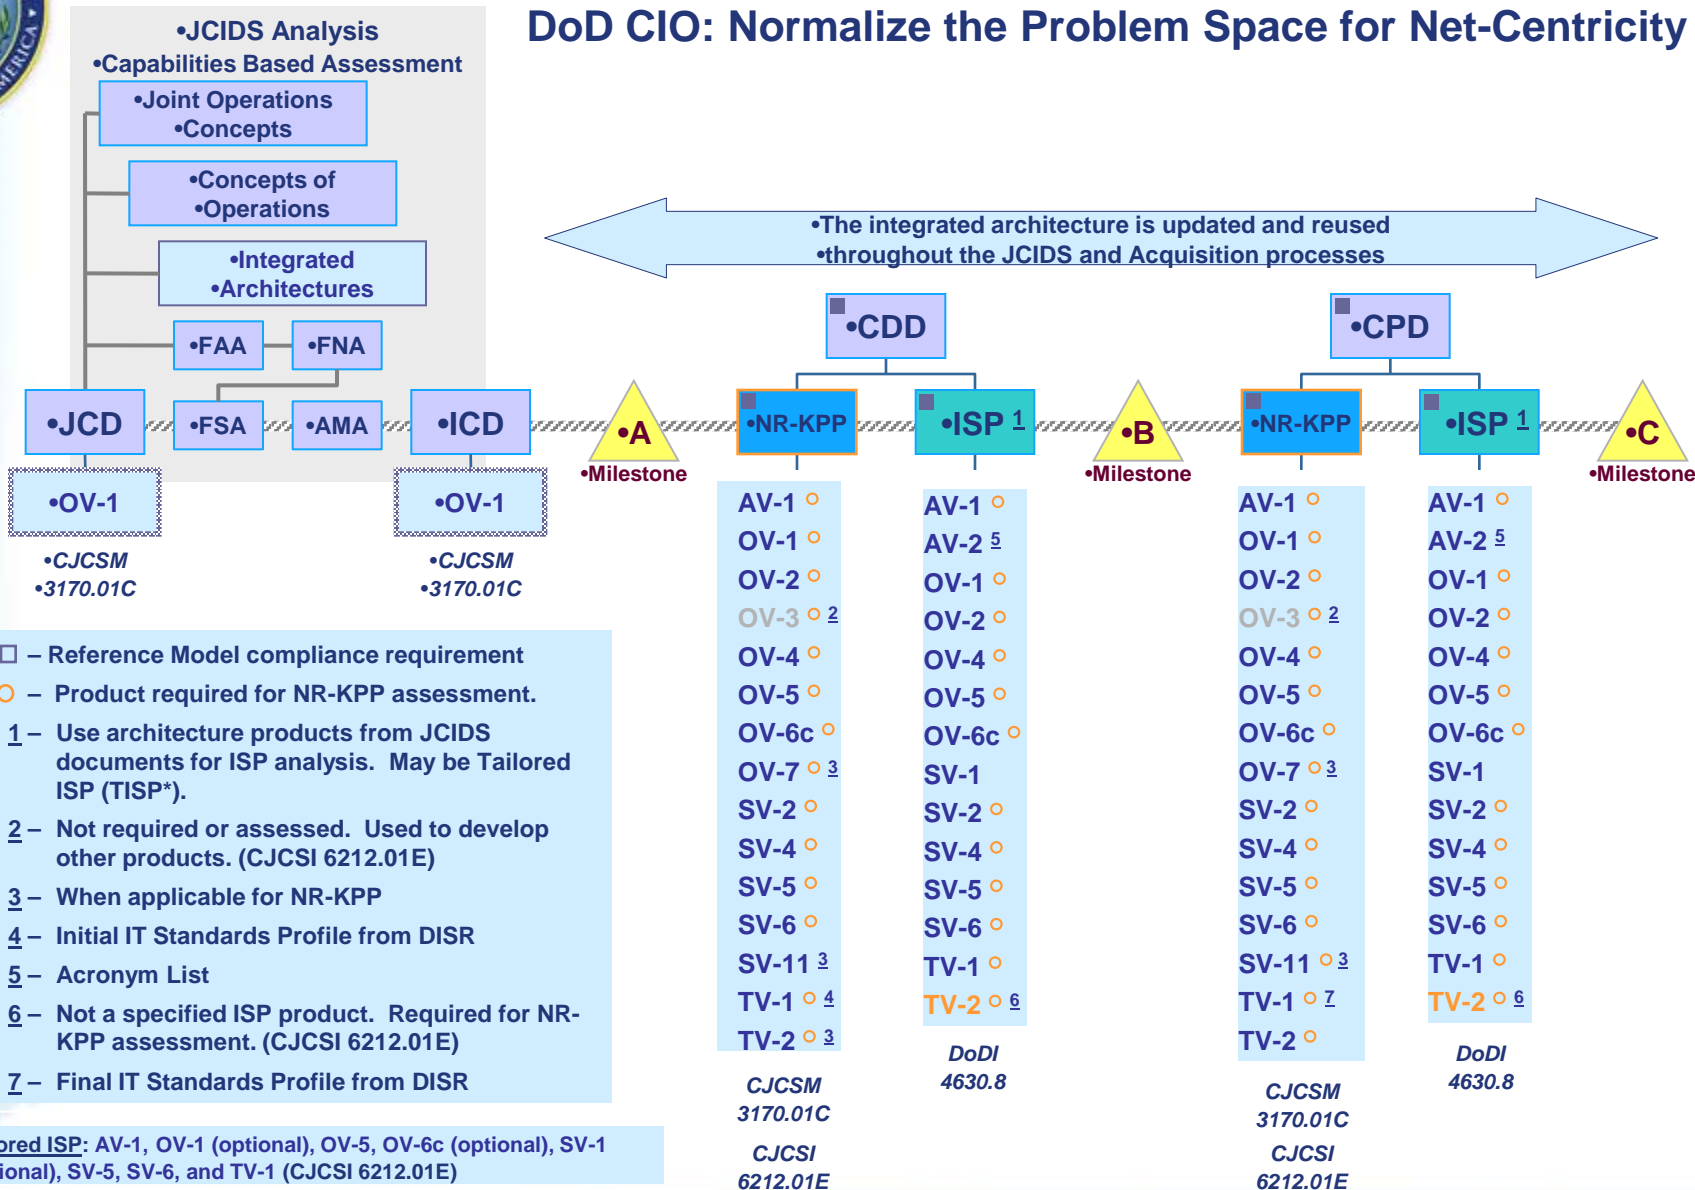 DoD CIO: Normalize the Problem Space for Net-Centricity
AMERICA
•JCIDS Analysis
•Capabilities Based Assessment
•Joint Operations
•Concepts
•Concepts of
•Operations
•Integrated
•Architectures
•FAA
•FNA
•JCD
•FSA
•AMA
•ICD
•OV-1
•CJCSM
•3170.01C
•OV-1
•CJCSM
•3170.01C
•The integrated architecture is updated and reused
•throughout the JCIDS and Acquisition processes
•A
•Milestone
•CDD
•NR-KPP
•ISP 1
•B
•Milestone
•CPD
•NR-KPP
•ISP 1
•C
•Milestone
AV-1
OV-1
OV-2
OV-3 2
OV-4
OV-5
OV-6c
OV-7 3
SV-2
SV-4
SV-5
SV-6
SV-11 3
TV-1 4
TV-2 3
CJCSM
3170.01C
CJCSI
6212.01E
AV-1
AV-2 5
OV-1
OV-2
OV-4
OV-5
OV-6c
SV-1
SV-2
SV-4
SV-5
SV-6
TV-1
TV-2 6
DoDI
4630.8
AV-1
OV-1
OV-2
OV-3 2
OV-4
OV-5
OV-6c
OV-7 3
SV-2
SV-4
SV-5
SV-6
SV-11 3
TV-1 7
TV-2
CJCSM
3170.01C
CJCSI
6212.01E
AV-1
AV-2 5
OV-1
OV-2
OV-4
OV-5
OV-6c
SV-1
SV-2
SV-4
SV-5
SV-6
TV-1
TV-2 6
DoDI
4630.8
– Reference Model compliance requirement
– Product required for NR-KPP assessment.
1 – Use architecture products from JCIDS
documents for ISP analysis. May be Tailored
ISP (TISP*).
2 – Not required or assessed. Used to develop
other products. (CJCSI 6212.01E)
3 – When applicable for NR-KPP
4 – Initial IT Standards Profile from DISR
5 – Acronym List
6 – Not a specified ISP product. Required for NR-
KPP assessment. (CJCSI 6212.01E)
7 – Final IT Standards Profile from DISR
ored ISP: AV-1, OV-1 (optional), OV-5, OV-6c (optional), SV-1
ional), SV-5, SV-6, and TV-1 (CJCSI 6212.01E)